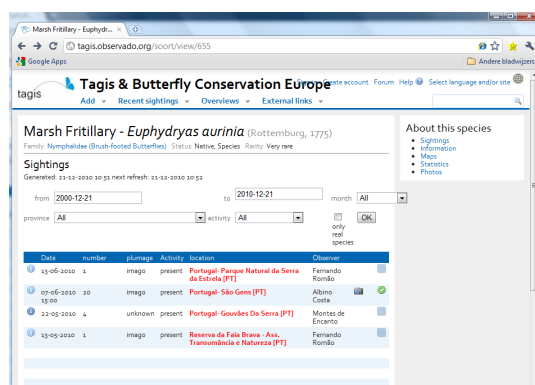 Marsh Fritillary - Euphydr...
tagis.observado.org/soort/view/655
Google Apps
Andere bladwijzers
tagis
Tagis & Butterfly Conservation Europe
Create account Forum Help Select language and/or site
Add Recent sightings Overviews External links
Marsh Fritillary - Euphydryas aurinia (Rottemburg, 1775)
Family: Nymphalidae (Brush-footed Butterflies) Status: Native, Species Rarity: Very rare
Sightings
Generated: 21-12-2010 10:51 next refresh: 21-12-2010 10:52
from 2000-12-21 to 2010-12-21 month All
province All activity All only real species OK
Date number plumage Activity location Observer
13-06-2010 1 imago present Portugal- Parque Natural da Serra da Estrela [PT] Fernando Romão
07-06-2010 15:00 20 imago present Portugal- São Gens [PT] Albino Costa
22-05-2010 4 unknown present Portugal- Gouvães Da Serra [PT] Montes de Encanto
13-05-2010 1 imago present Reserva da Faia Brava - Ass. Transumância e Natureza [PT] Fernando Romão
About this species
Sightings
Information
Maps
Statistics
Photos